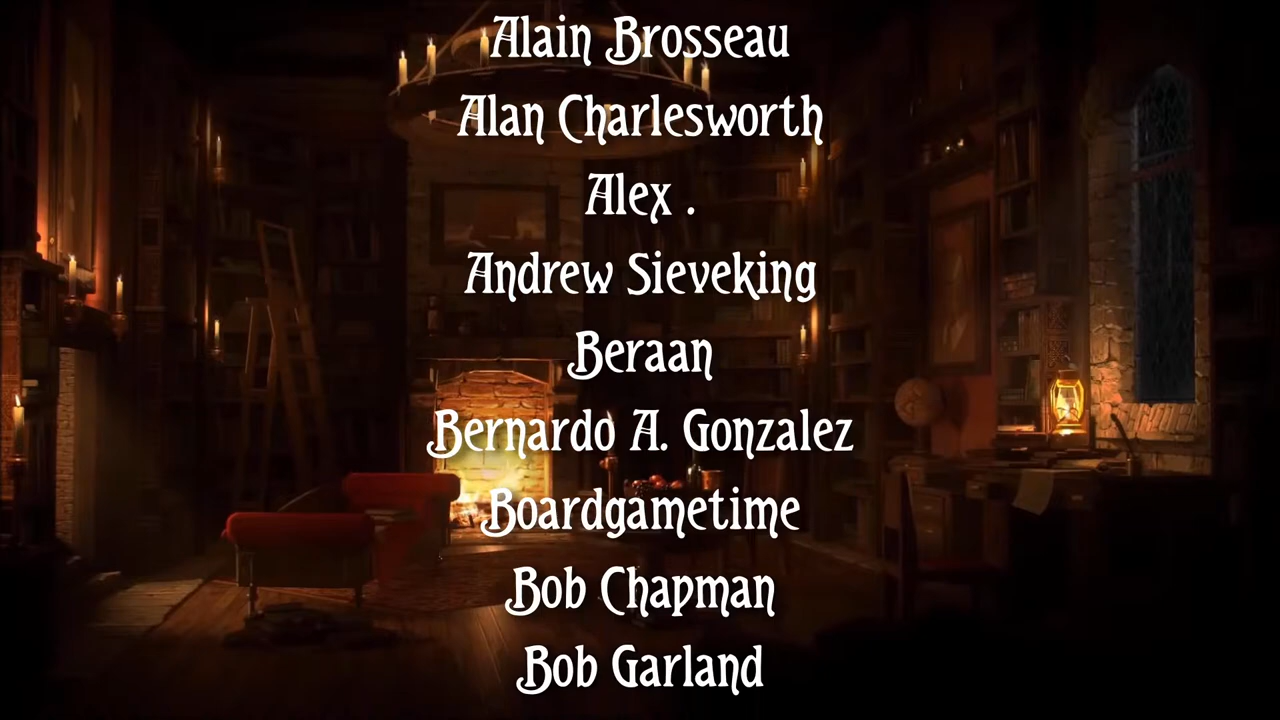 Alain Brosseau
Alan Charlesworth
Alex .
Andrew Sieveking
Beraan
Bernardo A. Gonzalez
Boardgametime
Bob Chapman
Bob Garland